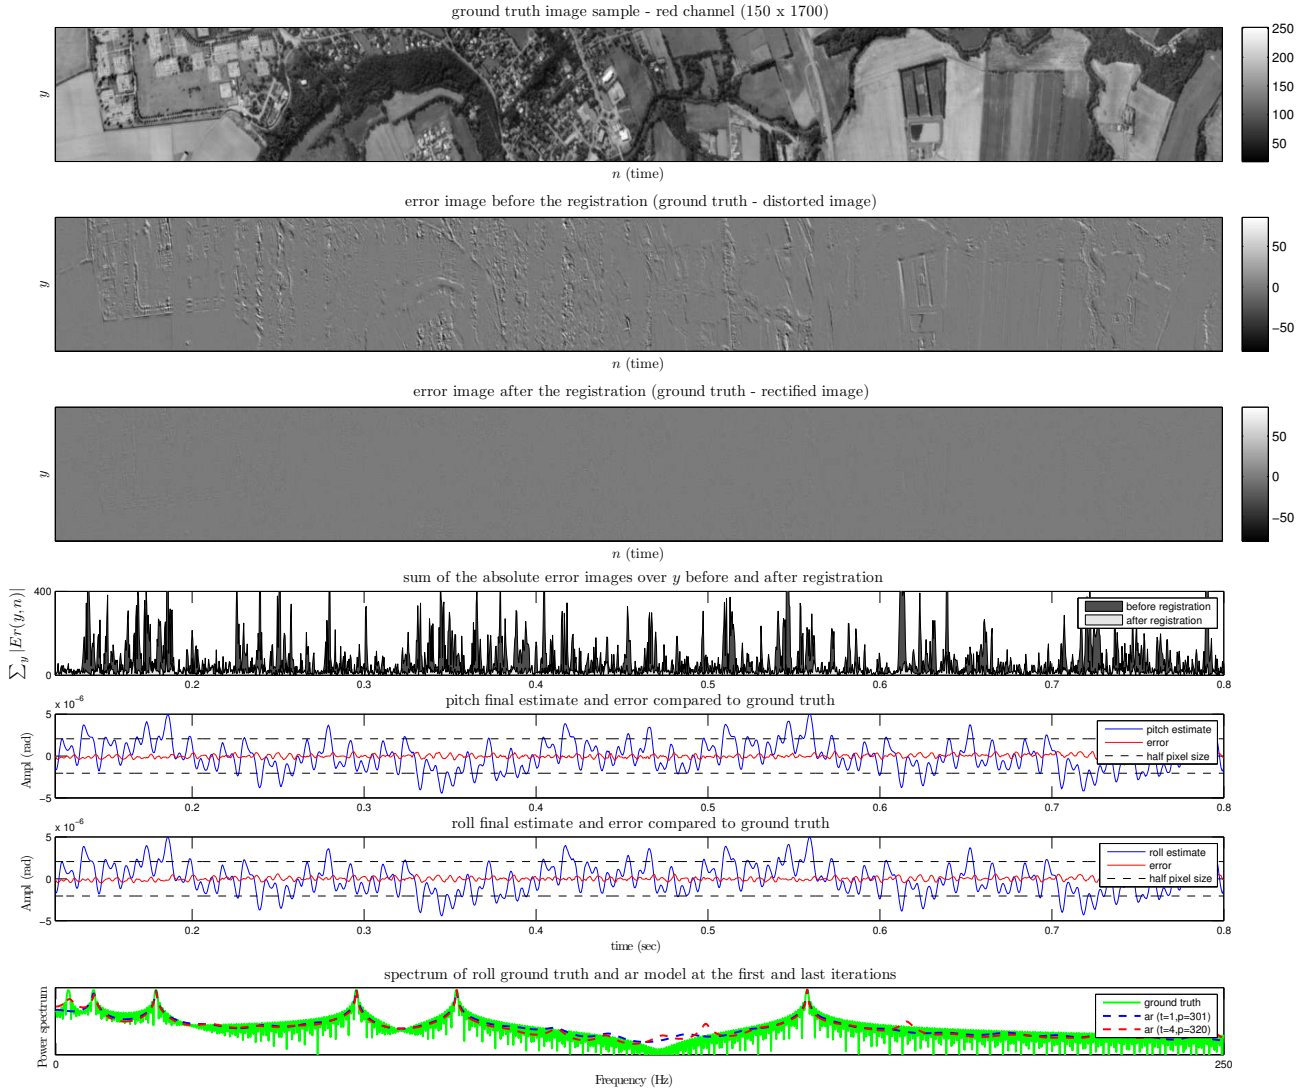 ground truth image sample - red channel (150 x 1700)
250
200
150
100
50
y
n (time)
error image before the registration (ground truth - distorted image)
50
0
−50
y
n (time)
error image after the registration (ground truth - rectified image)
50
0
−50
y
n (time)
sum of the absolute error images over y before and after registration
∑y |Er(y,n)|
400
0
before registration
after registration
0.2 0.3 0.4 0.5 0.6 0.7 0.8
pitch final estimate and error compared to ground truth
x 10−6
Ampl (rad)
5
0
−5
pitch estimate
error
half pixel size
0.2 0.3 0.4 0.5 0.6 0.7 0.8
roll final estimate and error compared to ground truth
x 10−6
Ampl (rad)
5
0
−5
roll estimate
error
half pixel size
0.2 0.3 0.4 0.5 0.6 0.7 0.8
time (sec)
spectrum of roll ground truth and ar model at the first and last iterations
Power spectrum
ground truth
ar (t=1,p=301)
ar (t=4,p=320)
0 250
Frequency (Hz)